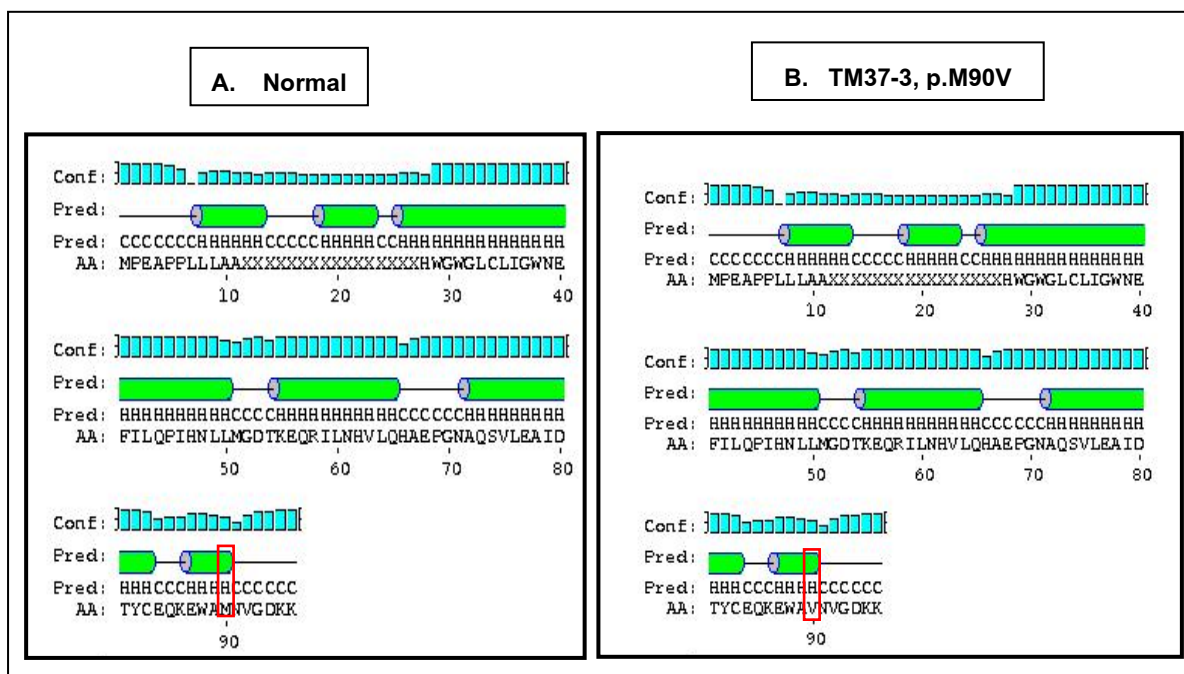 A. Normal
Conf:
Pred:
Pred: CCCCCCCHHHHHHCCCCCHHHHHCCHHHHHHHHHHHHHHH
AA: MPEAPPLLLAAXXXXXXXXXXXXXXXXHWGWGLCLIGWNE
10 20 30 40
Conf:
Pred:
Pred: HHHHHHHHHHCCCCHHHHHHHHHHHCCCCCCHHHHHHHHH
AA: FILQPIHNLLMGDTKEQRILNHVLQHAEPGNAQSVLEAID
50 60 70 80
Conf:
Pred:
Pred: HHHCCCHHHHCCCCCC
AA: TYCEQKEWAMNVGDKK
90
B. TM37-3, p.M90V
Conf:
Pred:
Pred: CCCCCCCHHHHHHCCCCCHHHHHCCHHHHHHHHHHHHHHH
AA: MPEAPPLLLAAXXXXXXXXXXXXXXXXHWGWGLCLIGWNE
10 20 30 40
Conf:
Pred:
Pred: HHHHHHHHHHCCCCHHHHHHHHHHHCCCCCCHHHHHHHHH
AA: FILQPIHNLLMGDTKEQRILNHVLQHAEPGNAQSVLEAID
50 60 70 80
Conf:
Pred:
Pred: HHHCCCHHHHCCCCCC
AA: TYCEQKEWAVNVGDKK
90